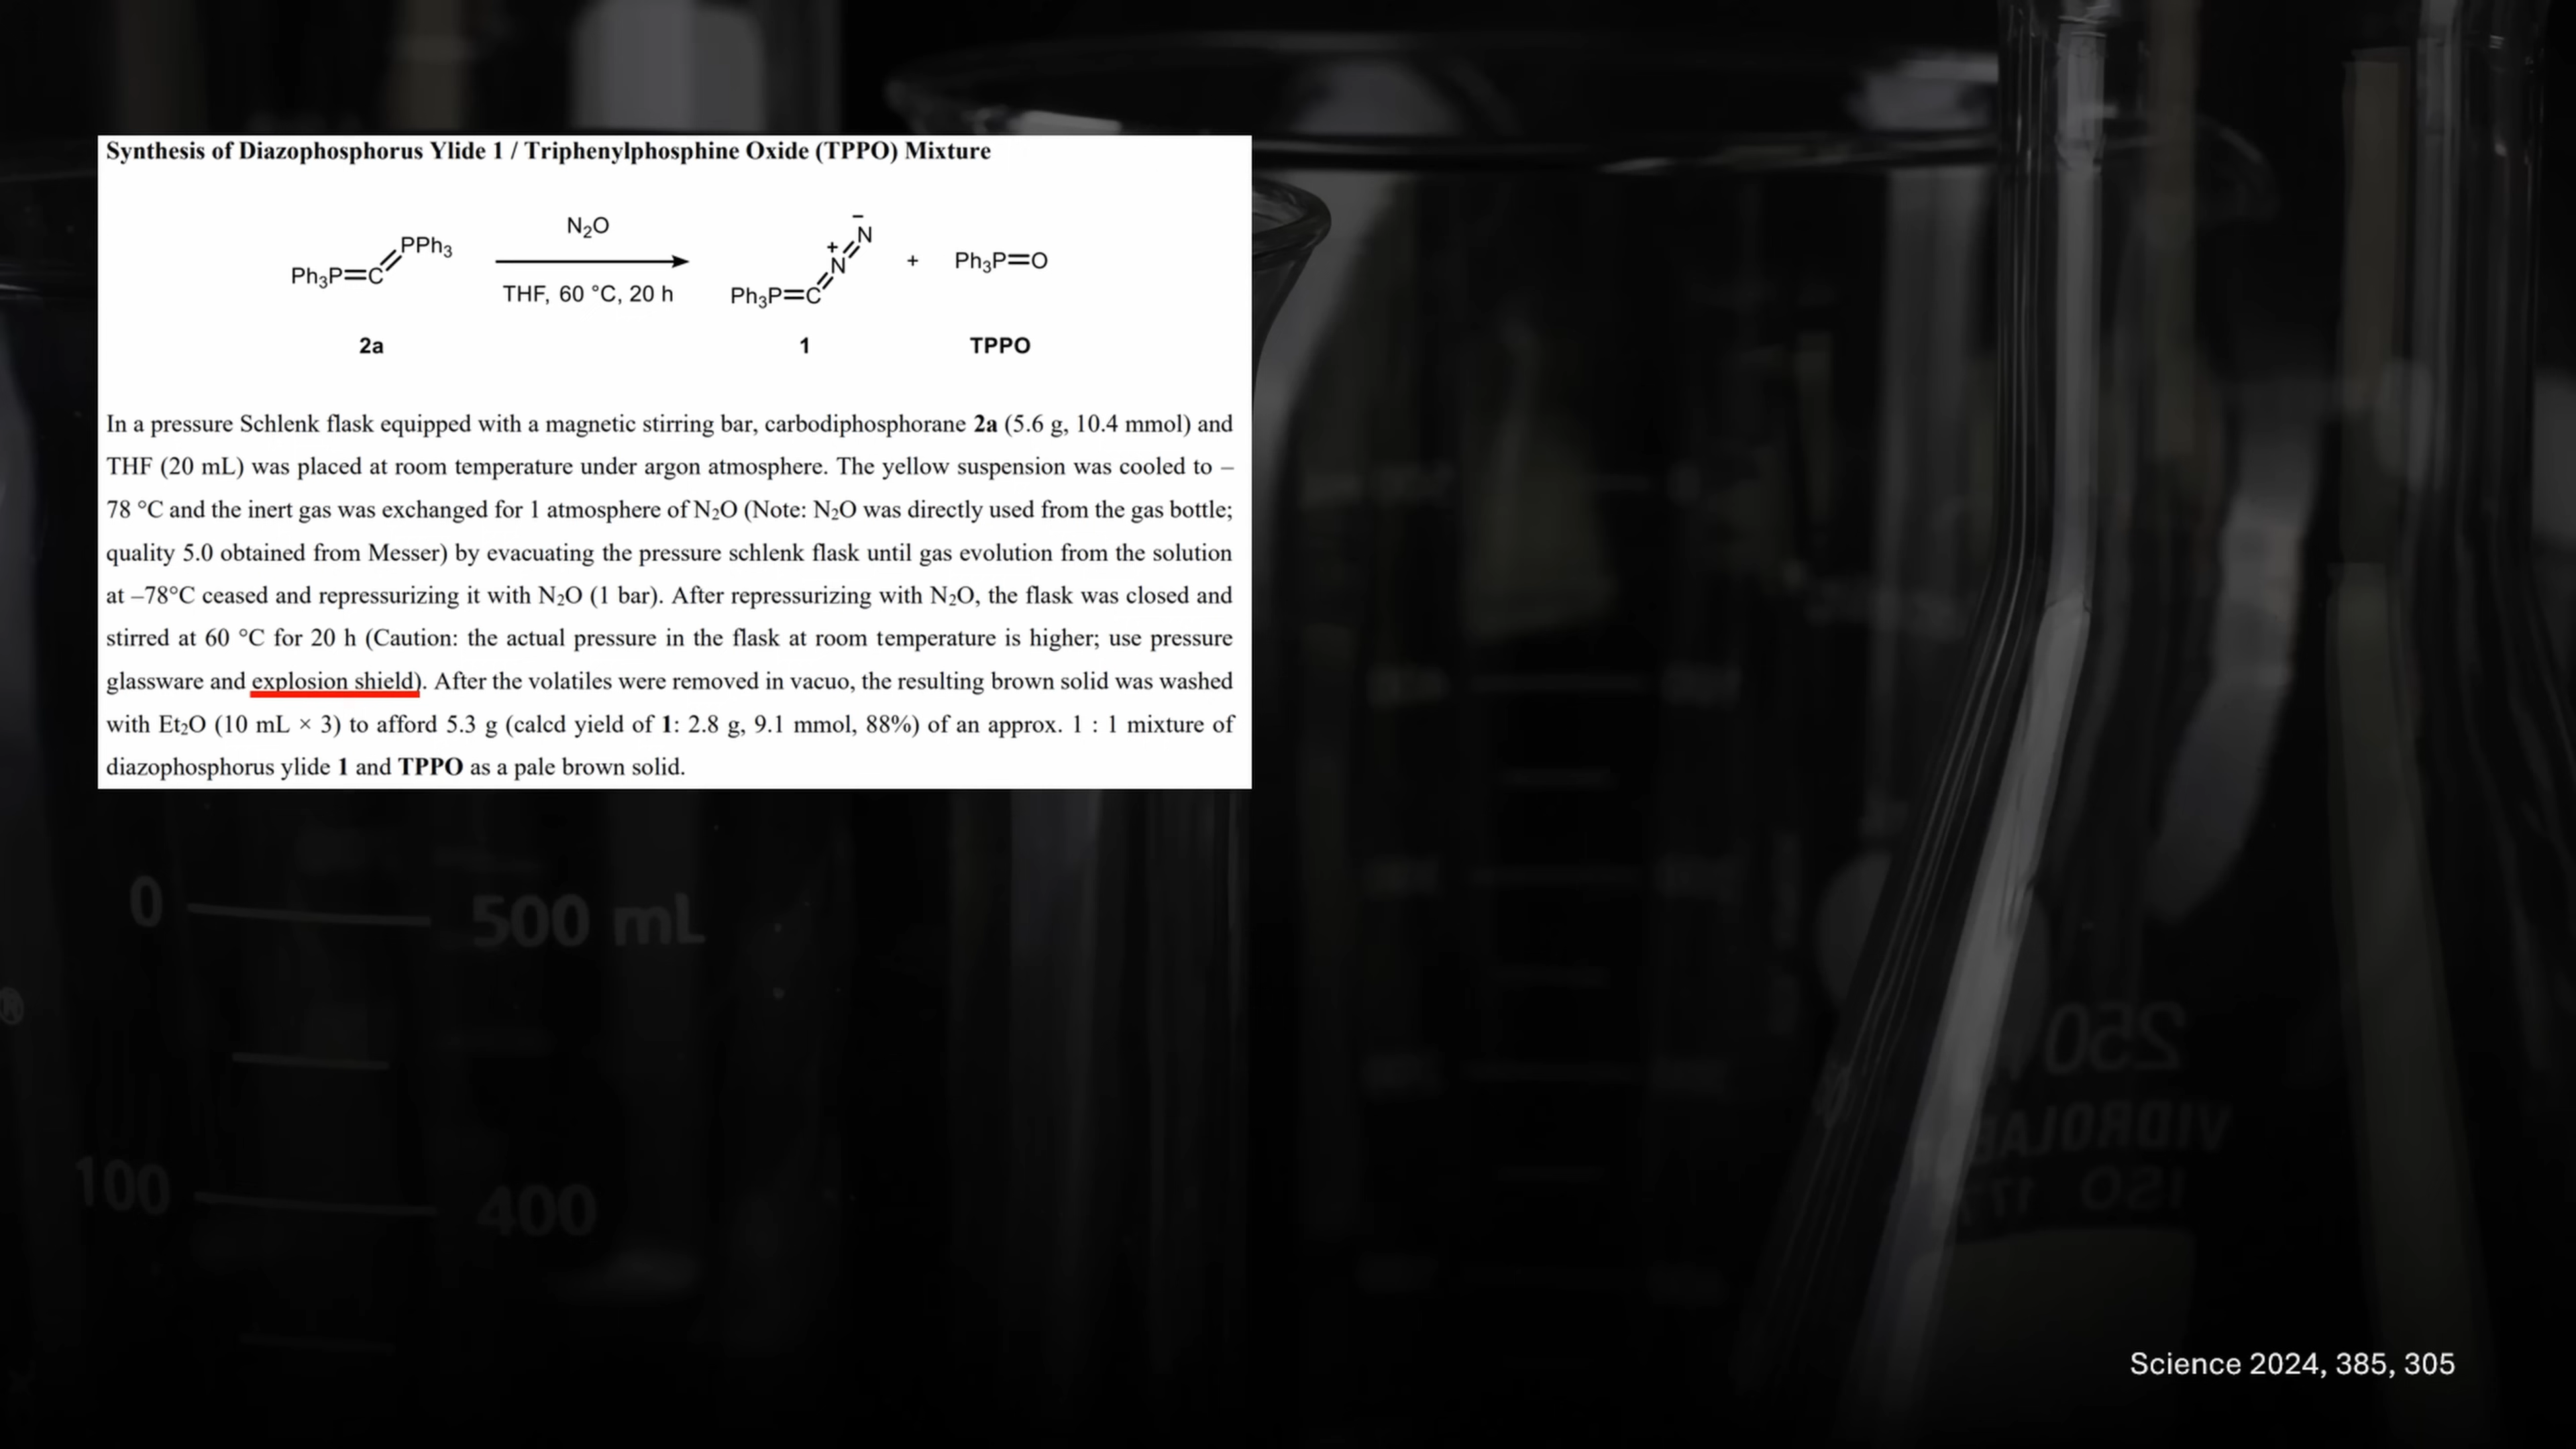 Synthesis of Diazophosphorus Ylide 1 / Triphenylphosphine Oxide (TPPO) Mixture
Ph₃P=C=PPh₃
N₂O
THF, 60 °C, 20 h
Ph₃P=C=N⁺=N⁻
+
Ph₃P=O
2a
1
TPPO
In a pressure Schlenk flask equipped with a magnetic stirring bar, carbodiphosphorane 2a (5.6 g, 10.4 mmol) and
THF (20 mL) was placed at room temperature under argon atmosphere. The yellow suspension was cooled to –
78 °C and the inert gas was exchanged for 1 atmosphere of N₂O (Note: N₂O was directly used from the gas bottle;
quality 5.0 obtained from Messer) by evacuating the pressure schlenk flask until gas evolution from the solution
at –78°C ceased and repressurizing it with N₂O (1 bar). After repressurizing with N₂O, the flask was closed and
stirred at 60 °C for 20 h (Caution: the actual pressure in the flask at room temperature is higher; use pressure
glassware and explosion shield). After the volatiles were removed in vacuo, the resulting brown solid was washed
with Et₂O (10 mL × 3) to afford 5.3 g (calcd yield of 1: 2.8 g, 9.1 mmol, 88%) of an approx. 1 : 1 mixture of
diazophosphorus ylide 1 and TPPO as a pale brown solid.
0
500 mL
®
100
400
250
VIDROLAB
ISO
Science 2024, 385, 305